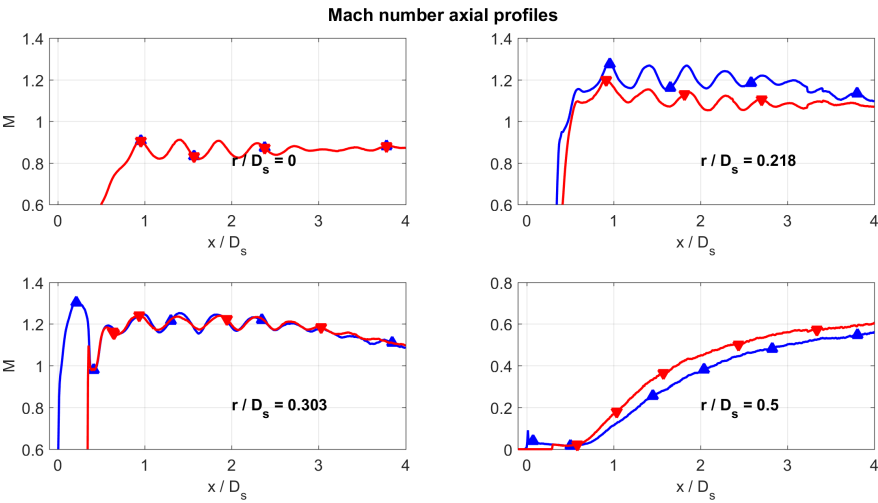 Mach number axial profiles
1.4
1.2
1
0.8
0.6
M
r / Ds = 0
0 1 2 3 4
x / Ds
1.4
1.2
1
0.8
0.6
r / Ds = 0.218
0 1 2 3 4
x / Ds
1.4
1.2
1
0.8
0.6
M
r / Ds = 0.303
0 1 2 3 4
x / Ds
0.8
0.6
0.4
0.2
0
r / Ds = 0.5
0 1 2 3 4
x / Ds